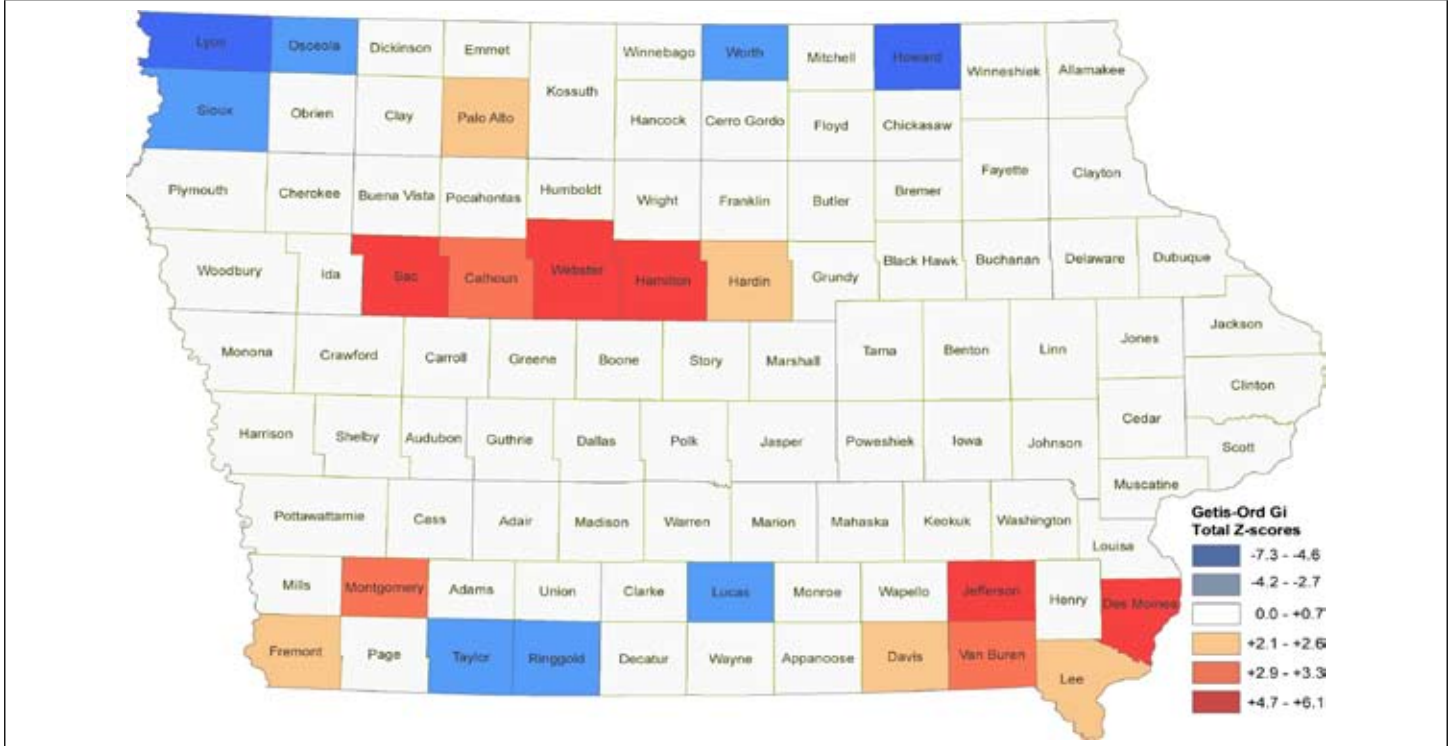 Lyon Osceola Dickinson Emmet Winnebago Worth Mitchell Howard Winneshiek Allamakee
Kossuth
Sioux Obrien Clay Palo Alto Hancock Cerro Gordo Floyd Chickasaw
Fayette Clayton
Plymouth Cherokee Buena Vista Pocahontas Humboldt Wright Franklin Butler Bremer
Woodbury Ida Sac Calhoun Webster Hamilton Hardin Grundy Black Hawk Buchanan Delaware Dubuque
Monona Crawford Carroll Greene Boone Story Marshall Tama Benton Linn Jones Jackson
Clinton
Harrison Shelby Audubon Guthrie Dallas Polk Jasper Poweshiek Iowa Johnson Cedar Scott
Muscatine
Pottawattamie Cess Adair Madison Warren Marion Mahaska Keokuk Washington Louisa
Mills Montgomery Adams Union Clarke Lucas Monroe Wapello Jefferson Henry Des Moines
Fremont Page Taylor Ringgold Decatur Wayne Appanoose Davis Van Buren Lee
Getis-Ord Gi
Total Z-scores
-7.3 - -4.6
-4.2 - -2.7
0.0 - +0.7
+2.1 - +2.6
+2.9 - +3.3
+4.7 - +6.1